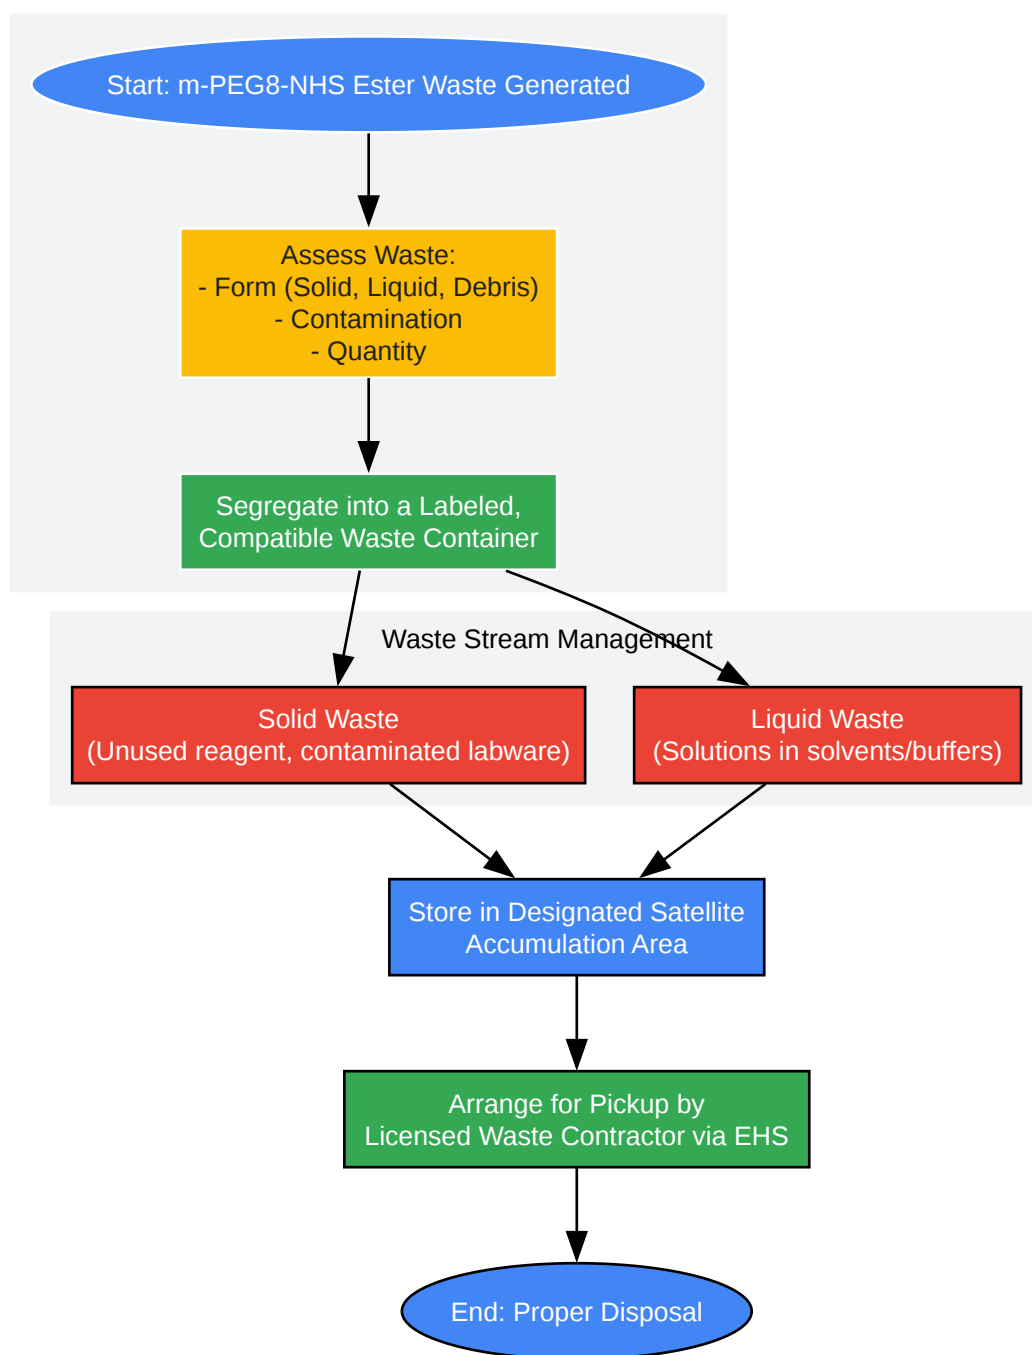 Start: m-PEG8-NHS Ester Waste Generated
Assess Waste:
- Form (Solid, Liquid, Debris)
- Contamination
- Quantity
Segregate into a Labeled,
Compatible Waste Container
Waste Stream Management
Solid Waste
(Unused reagent, contaminated labware)
Liquid Waste
(Solutions in solvents/buffers)
Store in Designated Satellite
Accumulation Area
Arrange for Pickup by
Licensed Waste Contractor via EHS
End: Proper Disposal